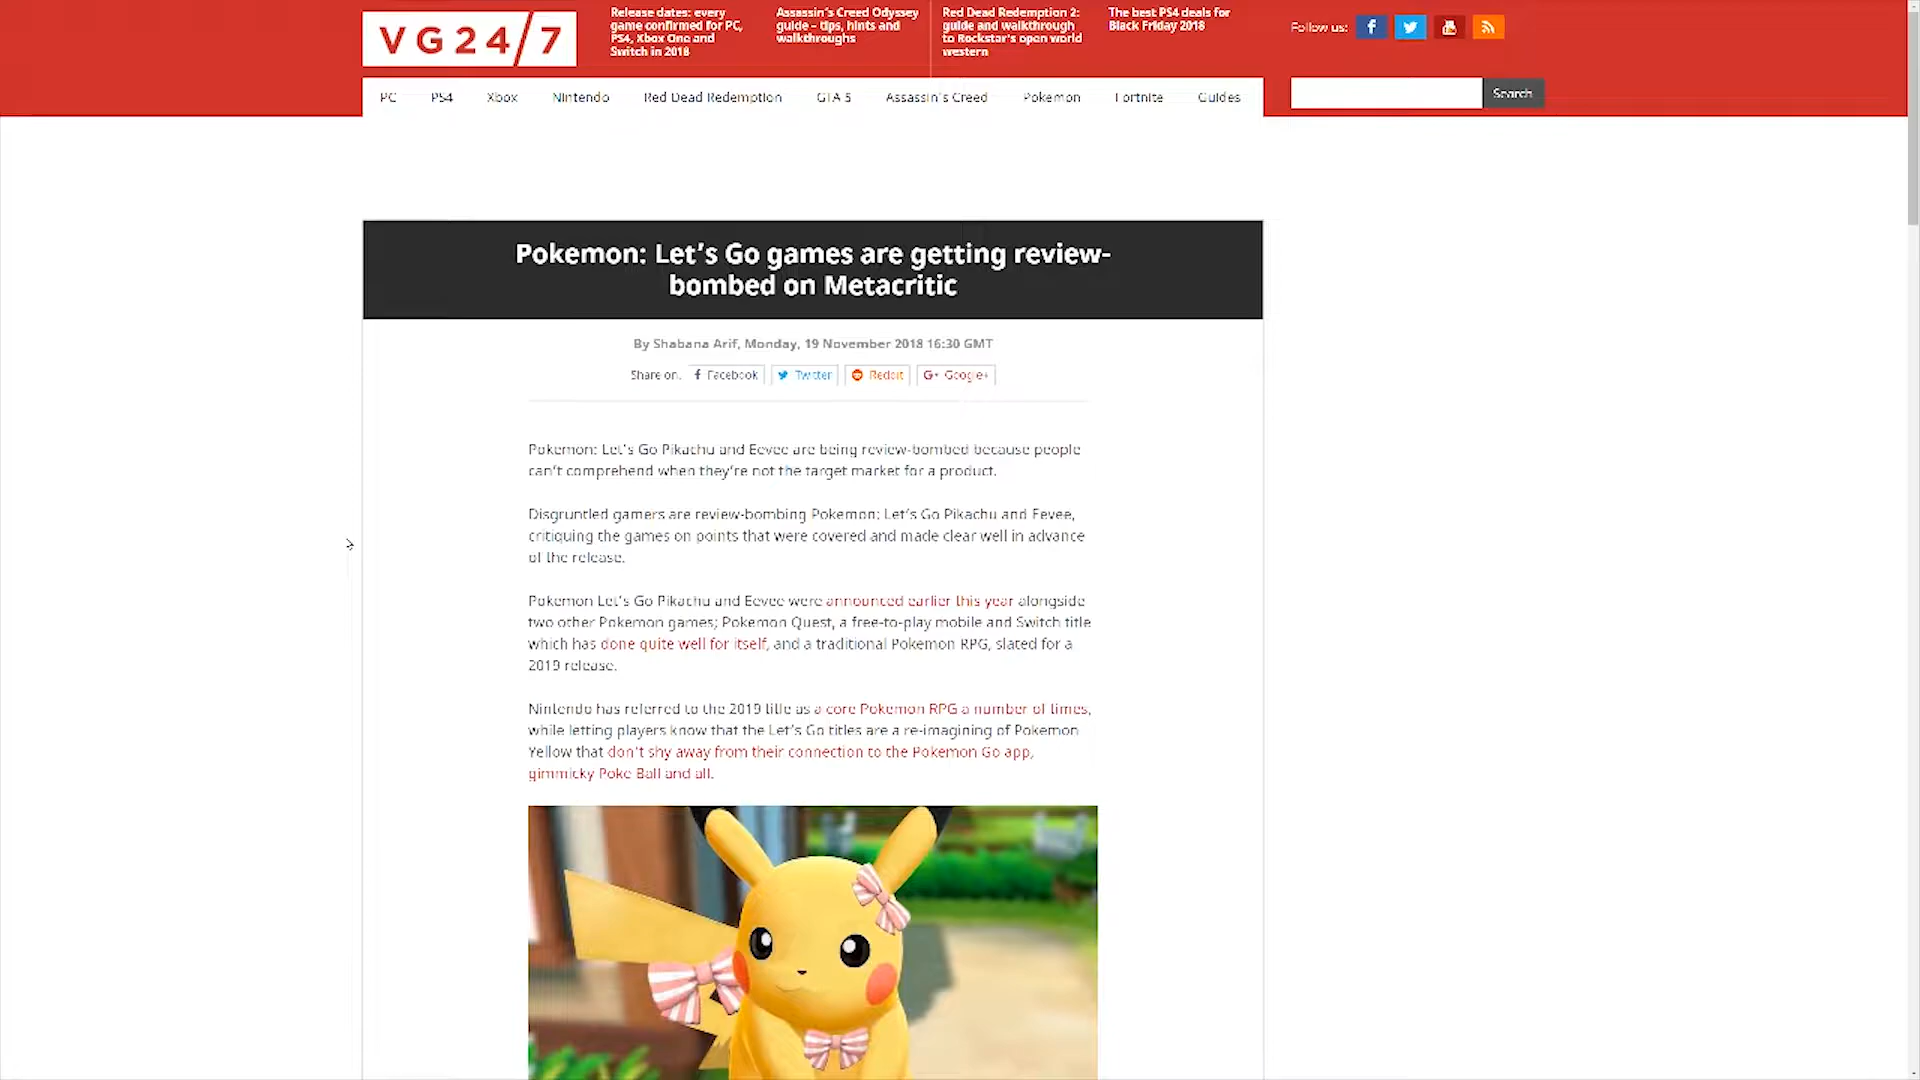 VG24/7
Release dates: every
game confirmed for PC,
PS4, Xbox One and
Switch in 2018
Assassin's Creed Odyssey
guide – tips, hints and
walkthroughs
Red Dead Redemption 2:
guide and walkthrough
to Rockstar's open world
western
The best PS4 deals for
Black Friday 2018
Follow us:
PC PS4 Xbox Nintendo Red Dead Redemption GTA 5 Assassin's Creed Pokemon Fortnite Guides
Search
Pokemon: Let's Go games are getting review-
bombed on Metacritic
By Shabana Arif, Monday, 19 November 2018 16:30 GMT
Share on: Facebook Twitter Reddit Google+
Pokemon: Let's Go Pikachu and Eevee are being review-bombed because people
can't comprehend when they're not the target market for a product.
Disgruntled gamers are review-bombing Pokemon: Let's Go Pikachu and Eevee,
critiquing the games on points that were covered and made clear well in advance
of the release.
Pokemon Let's Go Pikachu and Eevee were announced earlier this year alongside
two other Pokemon games; Pokemon Quest, a free-to-play mobile and Switch title
which has done quite well for itself, and a traditional Pokemon RPG, slated for a
2019 release.
Nintendo has referred to the 2019 title as a core Pokemon RPG a number of times,
while letting players know that the Let's Go titles are a re-imagining of Pokemon
Yellow that don't shy away from their connection to the Pokemon Go app,
gimmicky Poke Ball and all.